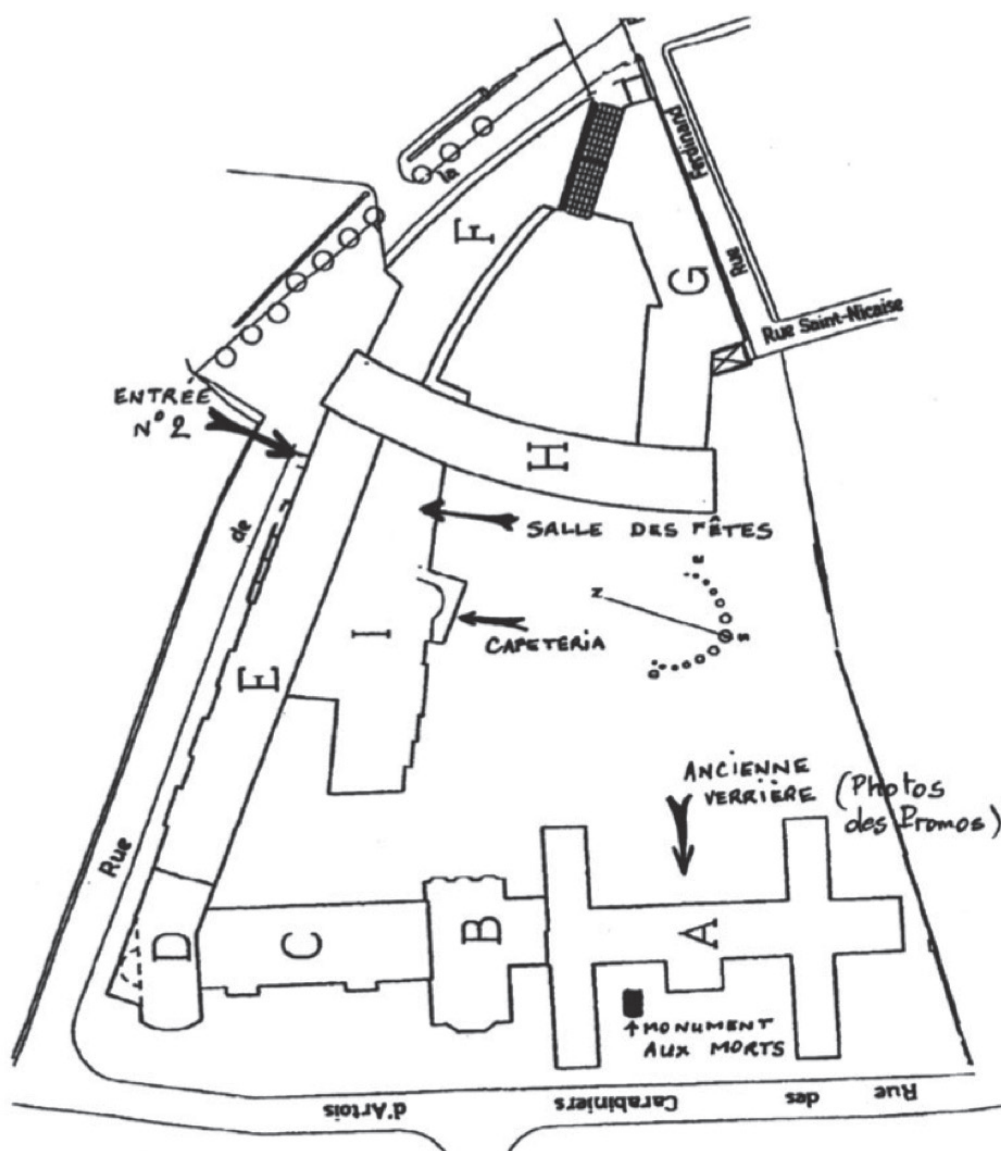 Ferdinand
Rue
la
F
G
Rue Saint-Nicaise
ENTRÉE
N° 2
H
de
SALLE DES FÊTES
N
I
CAFETERIA
E
ANCIENNE
VERRIÈRE (Photos
des Promos)
Rue
D
C
B
A
↑ MONUMENT
AUX MORTS
Rue des Carabiniers d'Artois